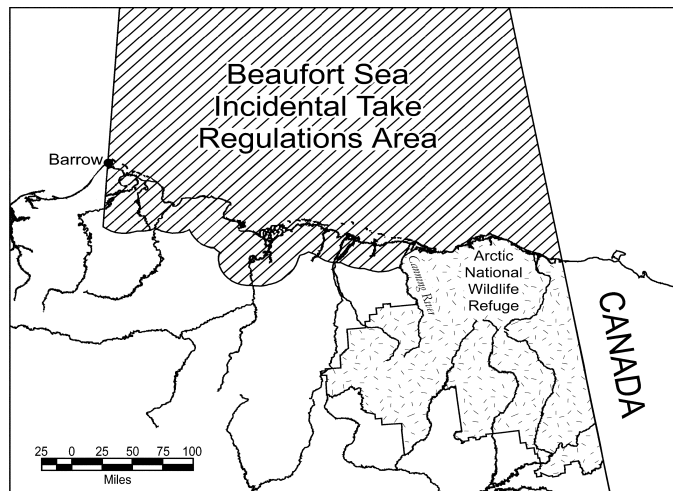 Beaufort Sea
Incidental Take
Regulations Area
Barrow
Canning River
Arctic
National
Wildlife
Refuge
CANADA
25 0 25 50 75 100
Miles